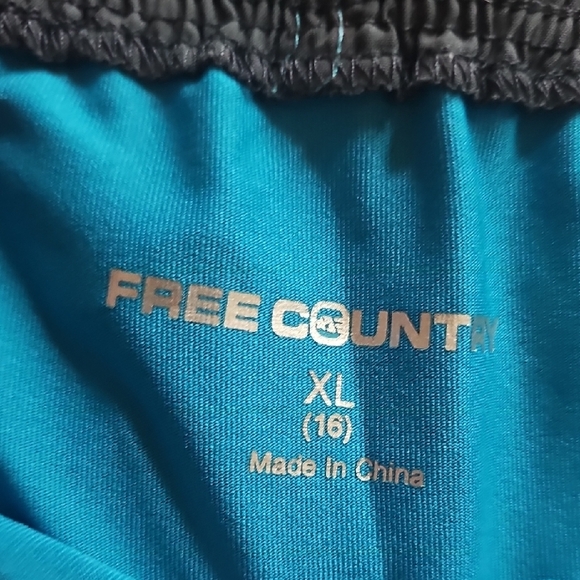 FREE COUNTRY
XL
(16)
Made In China